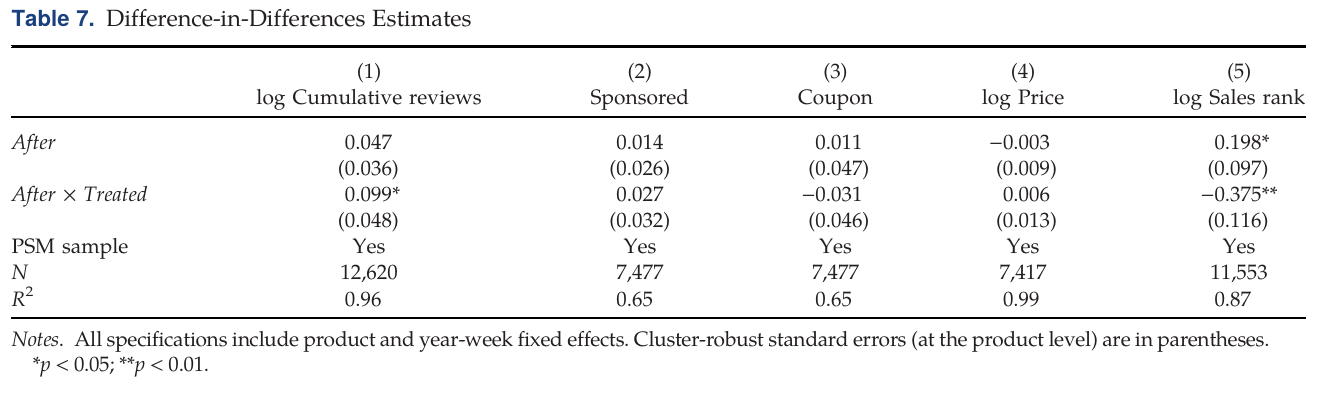 Table 7. Difference-in-Differences Estimates
(1) (2) (3) (4) (5)
log Cumulative reviews Sponsored Coupon log Price log Sales rank
After 0.047 0.014 0.011 −0.003 0.198*
(0.036) (0.026) (0.047) (0.009) (0.097)
After × Treated 0.099* 0.027 −0.031 0.006 −0.375**
(0.048) (0.032) (0.046) (0.013) (0.116)
PSM sample Yes Yes Yes Yes Yes
N 12,620 7,477 7,477 7,417 11,553
R² 0.96 0.65 0.65 0.99 0.87
Notes. All specifications include product and year-week fixed effects. Cluster-robust standard errors (at the product level) are in parentheses.
*p < 0.05; **p < 0.01.